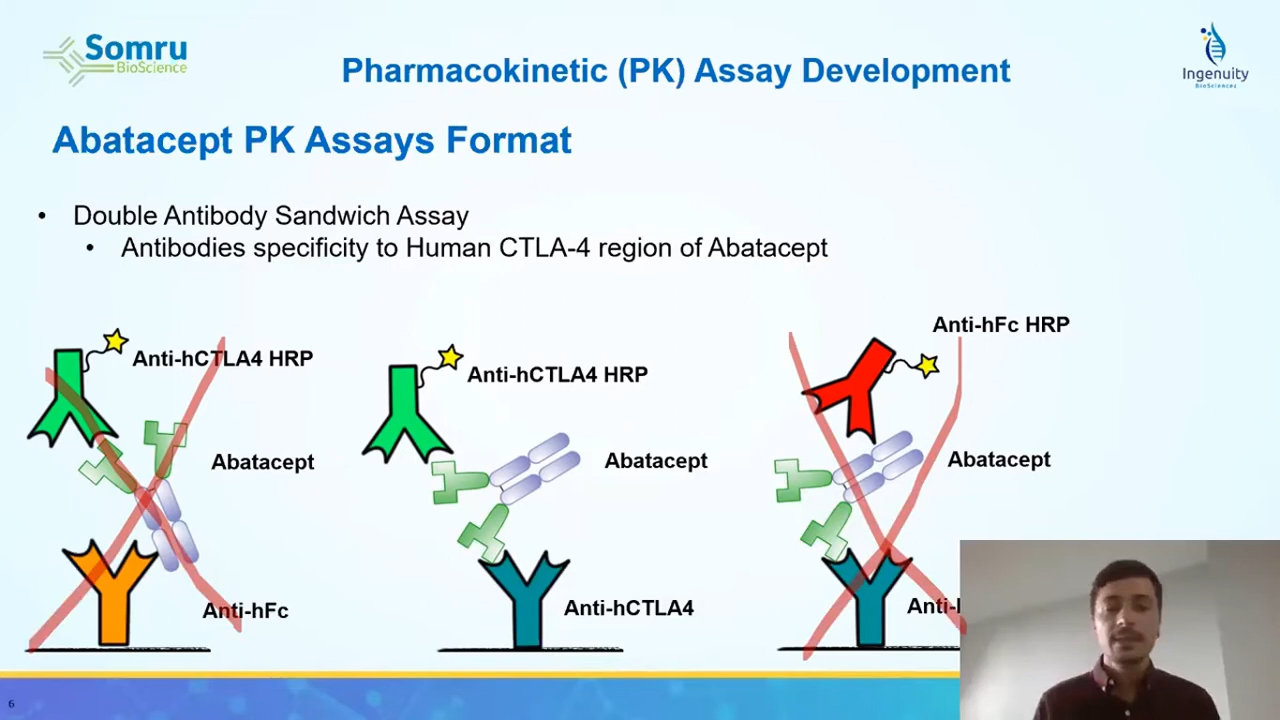 Somru
BioScience
Pharmacokinetic (PK) Assay Development
Ingenuity
BioSciences
Abatacept PK Assays Format
• Double Antibody Sandwich Assay
• Antibodies specificity to Human CTLA-4 region of Abatacept
Anti-hCTLA4 HRP
Abatacept
Anti-hFc
Anti-hCTLA4 HRP
Abatacept
Anti-hCTLA4
Anti-hFc HRP
Abatacept
6